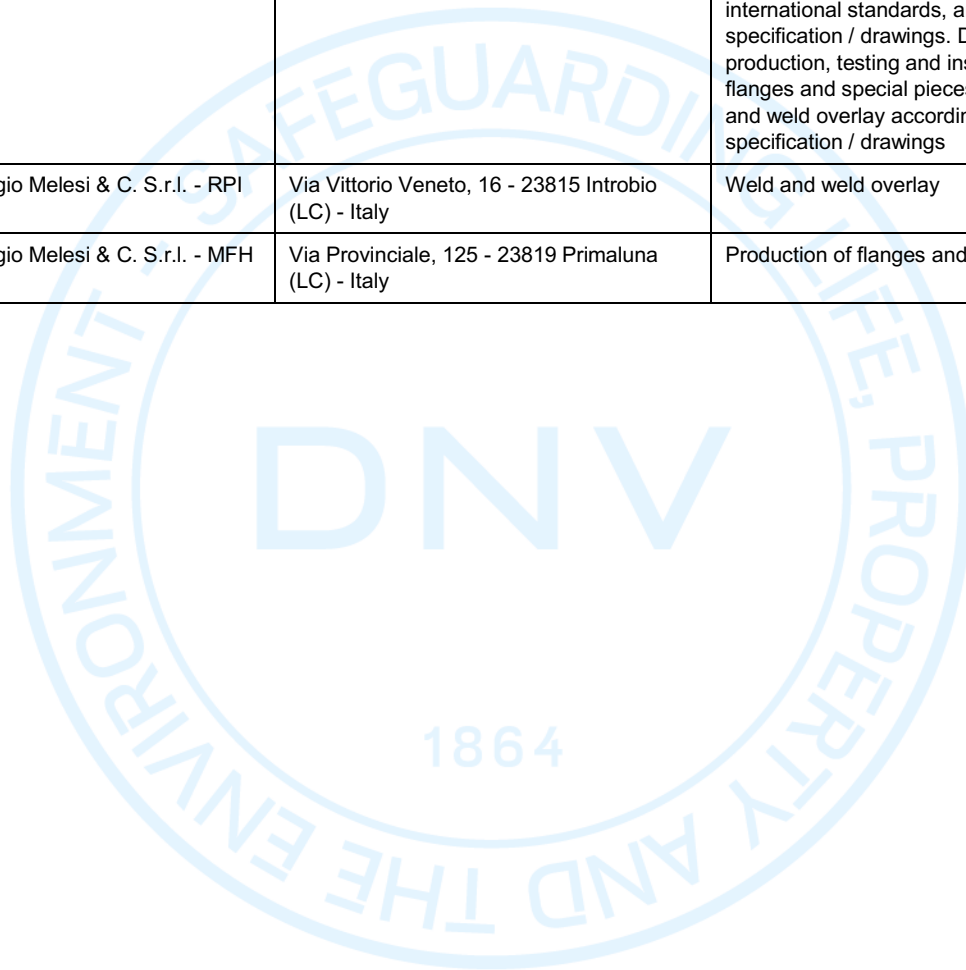 international standards, a
specification / drawings. D
production, testing and ins
flanges and special pieces
and weld overlay accordin
specification / drawings
gio Melesi & C. S.r.l. - RPI
Via Vittorio Veneto, 16 - 23815 Introbio
(LC) - Italy
Weld and weld overlay
gio Melesi & C. S.r.l. - MFH
Via Provinciale, 125 - 23819 Primaluna
(LC) - Italy
Production of flanges and
SAFEGUARDING LIFE, PROPERTY AND THE ENVIRONMENT -
DNV
1864